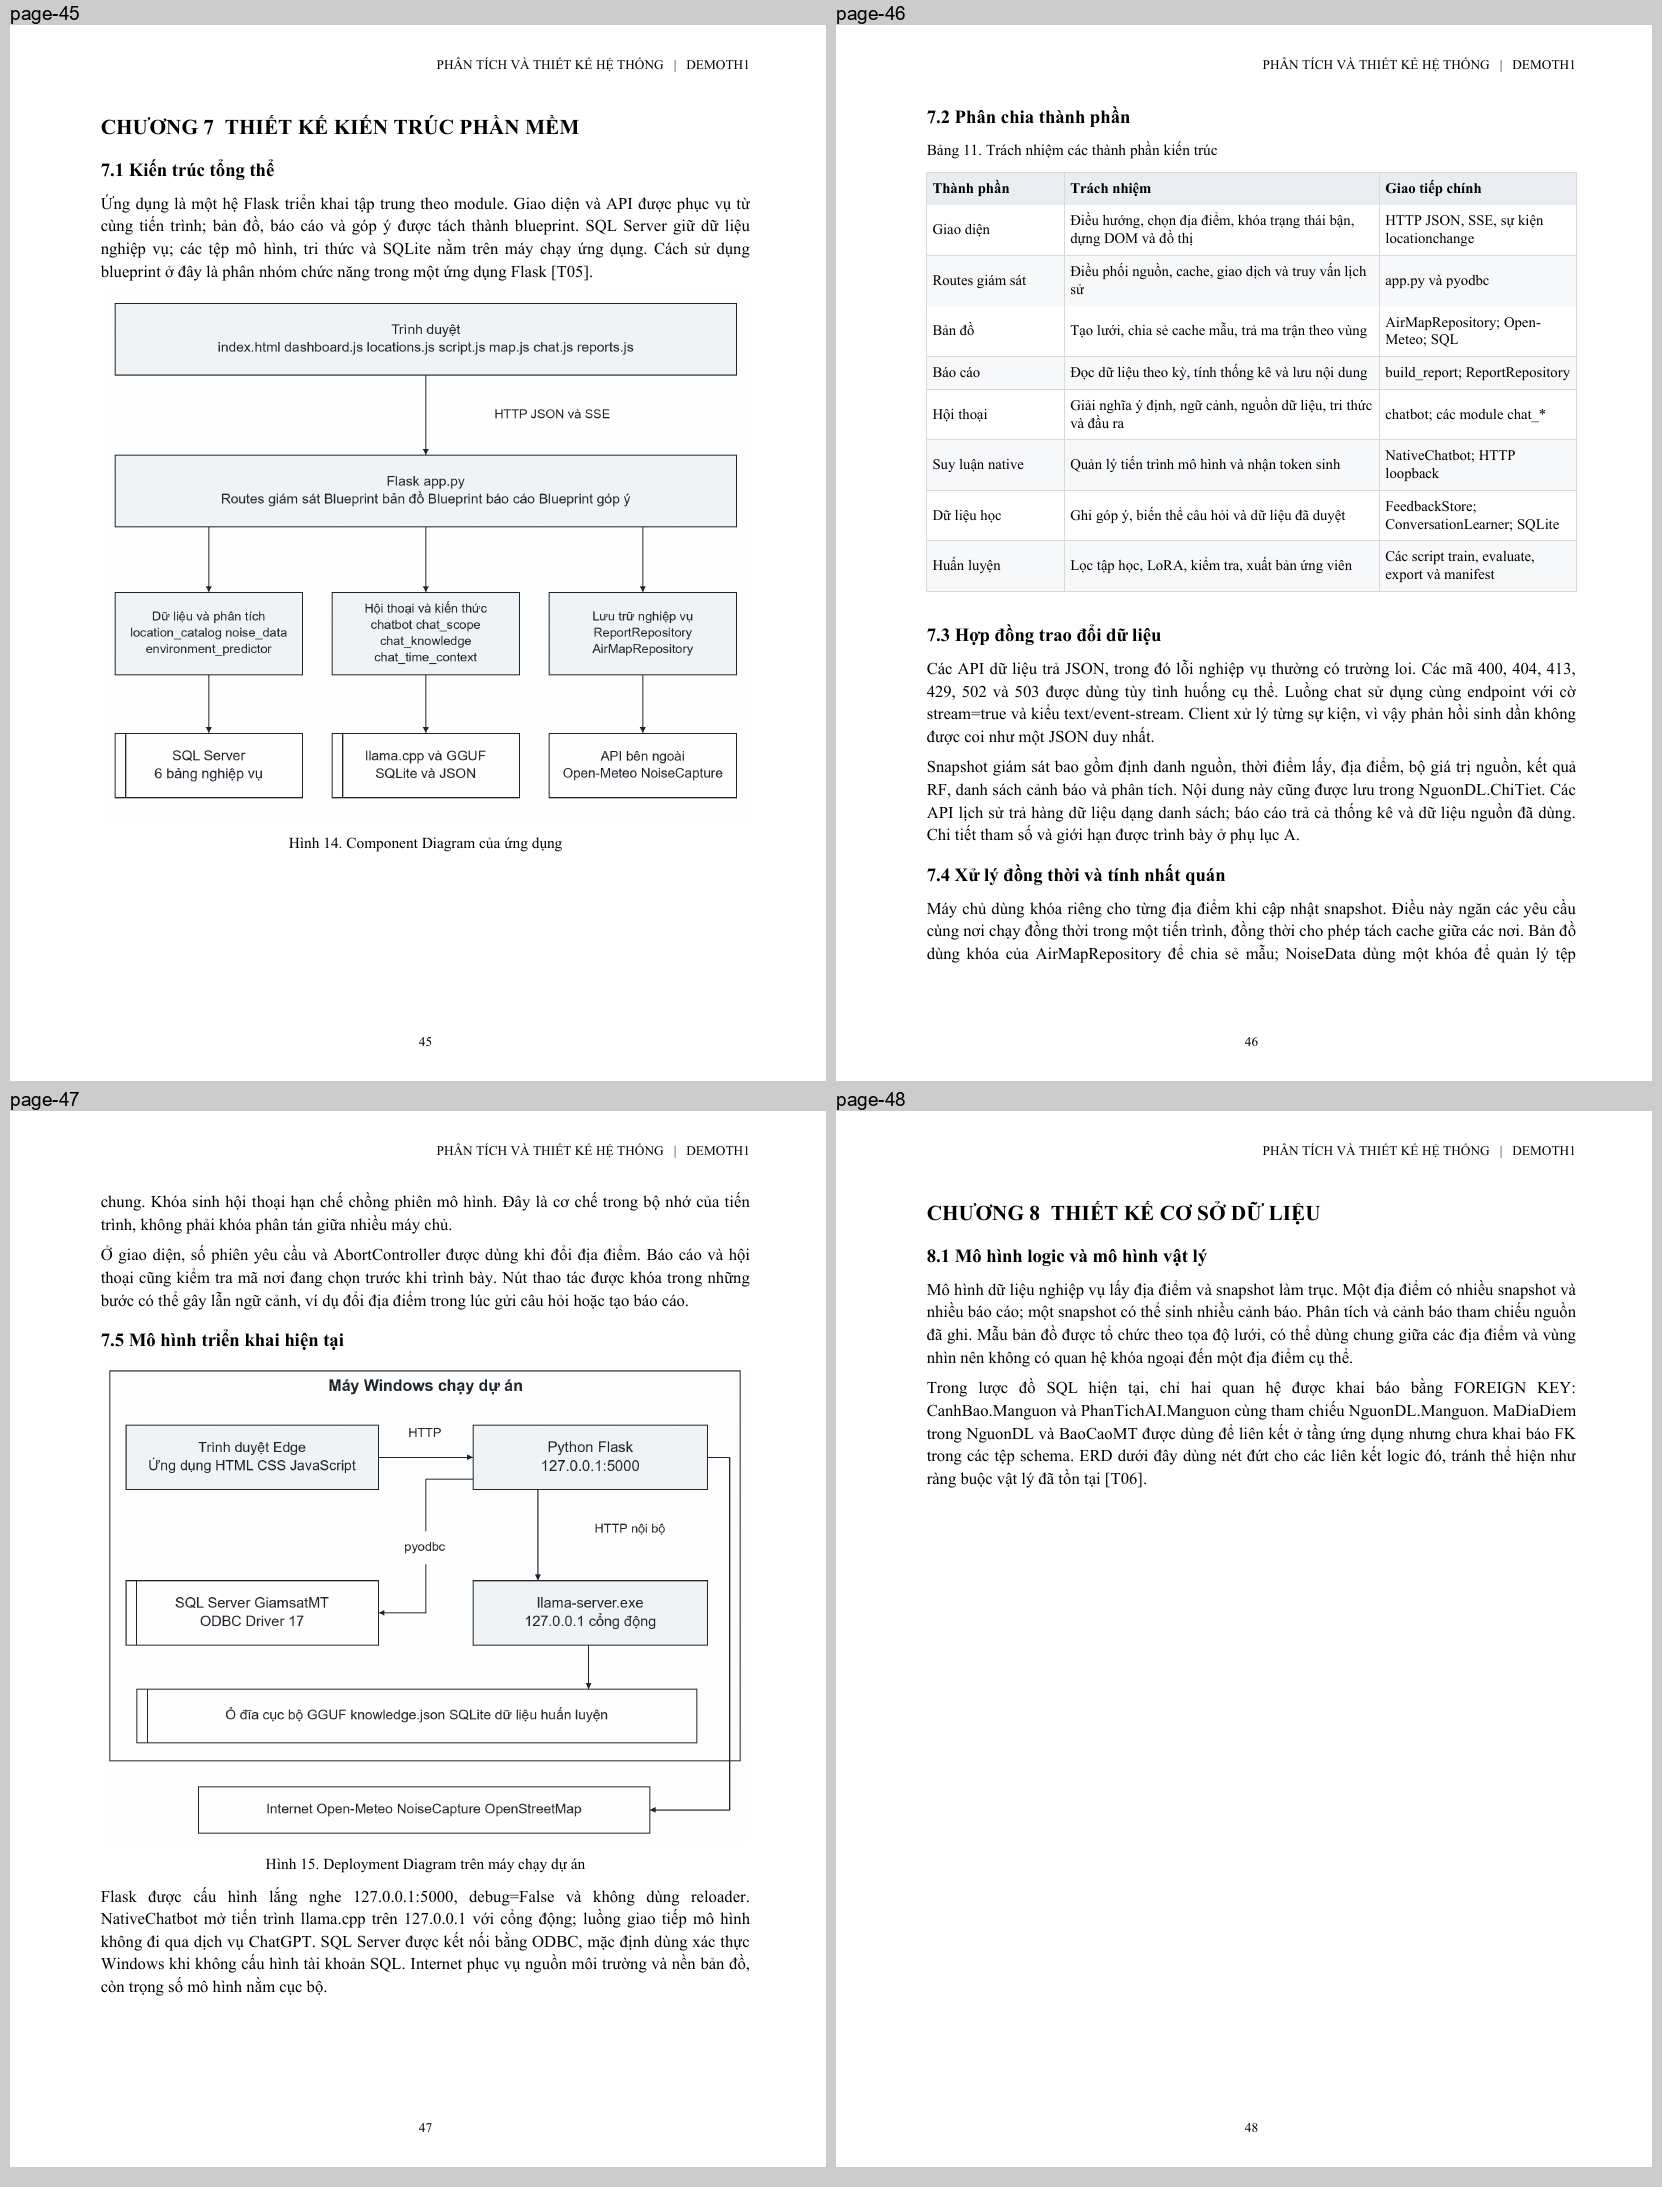 page-45
PHÂN TÍCH VÀ THIẾT KẾ HỆ THỐNG | DEMOTH1
CHƯƠNG 7 THIẾT KẾ KIẾN TRÚC PHẦN MỀM
7.1 Kiến trúc tổng thể
Ứng dụng là một hệ Flask triển khai tập trung theo module. Giao diện và API được phục vụ từ
cùng tiến trình; bản đồ, báo cáo và góp ý được tách thành blueprint. SQL Server giữ dữ liệu
nghiệp vụ; các tệp mô hình, tri thức và SQLite nằm trên máy chạy ứng dụng. Cách sử dụng
blueprint ở đây là phân nhóm chức năng trong một ứng dụng Flask [T05].
Trình duyệt
index.html dashboard.js locations.js script.js map.js chat.js reports.js
HTTP JSON và SSE
Flask app.py
Routes giám sát Blueprint bản đồ Blueprint báo cáo Blueprint góp ý
Dữ liệu và phân tích
location_catalog noise_data
environment_predictor
Hội thoại và kiến thức
chatbot chat_scope
chat_knowledge
chat_time_context
Lưu trữ nghiệp vụ
ReportRepository
AirMapRepository
SQL Server
6 bảng nghiệp vụ
llama.cpp và GGUF
SQLite và JSON
API bên ngoài
Open-Meteo NoiseCapture
Hình 14. Component Diagram của ứng dụng
45
page-46
PHÂN TÍCH VÀ THIẾT KẾ HỆ THỐNG | DEMOTH1
7.2 Phân chia thành phần
Bảng 11. Trách nhiệm các thành phần kiến trúc
Thành phần Trách nhiệm Giao tiếp chính
Giao diện
Điều hướng, chọn địa điểm, khóa trạng thái bận,
dựng DOM và đồ thị
HTTP JSON, SSE, sự kiện
locationchange
Routes giám sát
Điều phối nguồn, cache, giao dịch và truy vấn lịch
sử
app.py và pyodbc
Bản đồ
Tạo lưới, chia sẻ cache mẫu, trả ma trận theo vùng
AirMapRepository; Open-
Meteo; SQL
Báo cáo
Đọc dữ liệu theo kỳ, tính thống kê và lưu nội dung
build_report; ReportRepository
Hội thoại
Giải nghĩa ý định, ngữ cảnh, nguồn dữ liệu, tri thức
và đầu ra
chatbot; các module chat_*
Suy luận native
Quản lý tiến trình mô hình và nhận token sinh
NativeChatbot; HTTP
loopback
Dữ liệu học
Ghi góp ý, biến thể câu hỏi và dữ liệu đã duyệt
FeedbackStore;
ConversationLearner; SQLite
Huấn luyện
Lọc tập học, LoRA, kiểm tra, xuất bản ứng viên
Các script train, evaluate,
export và manifest
7.3 Hợp đồng trao đổi dữ liệu
Các API dữ liệu trả JSON, trong đó lỗi nghiệp vụ thường có trường loi. Các mã 400, 404, 413,
429, 502 và 503 được dùng tùy tình huống cụ thể. Luồng chat sử dụng cùng endpoint với cờ
stream=true và kiểu text/event-stream. Client xử lý từng sự kiện, vì vậy phản hồi sinh dần không
được coi như một JSON duy nhất.
Snapshot giám sát bao gồm định danh nguồn, thời điểm lấy, địa điểm, bộ giá trị nguồn, kết quả
RF, danh sách cảnh báo và phân tích. Nội dung này cũng được lưu trong NguonDL.ChiTiet. Các
API lịch sử trả hàng dữ liệu dạng danh sách; báo cáo trả cả thống kê và dữ liệu nguồn đã dùng.
Chi tiết tham số và giới hạn được trình bày ở phụ lục A.
7.4 Xử lý đồng thời và tính nhất quán
Máy chủ dùng khóa riêng cho từng địa điểm khi cập nhật snapshot. Điều này ngăn các yêu cầu
cùng nơi chạy đồng thời trong một tiến trình, đồng thời cho phép tách cache giữa các nơi. Bản đồ
dùng khóa của AirMapRepository để chia sẻ mẫu; NoiseData dùng một khóa để quản lý tệp
46
page-47
PHÂN TÍCH VÀ THIẾT KẾ HỆ THỐNG | DEMOTH1
chung. Khóa sinh hội thoại hạn chế chồng phiên mô hình. Đây là cơ chế trong bộ nhớ của tiến
trình, không phải khóa phân tán giữa nhiều máy chủ.
Ở giao diện, số phiên yêu cầu và AbortController được dùng khi đổi địa điểm. Báo cáo và hội
thoại cũng kiểm tra mã nơi đang chọn trước khi trình bày. Nút thao tác được khóa trong những
bước có thể gây lẫn ngữ cảnh, ví dụ đổi địa điểm trong lúc gửi câu hỏi hoặc tạo báo cáo.
7.5 Mô hình triển khai hiện tại
Máy Windows chạy dự án
Trình duyệt Edge
Ứng dụng HTML CSS JavaScript
HTTP
Python Flask
127.0.0.1:5000
pyodbc
HTTP nội bộ
SQL Server GiamsatMT
ODBC Driver 17
llama-server.exe
127.0.0.1 cổng động
Ổ đĩa cục bộ GGUF knowledge.json SQLite dữ liệu huấn luyện
Internet Open-Meteo NoiseCapture OpenStreetMap
Hình 15. Deployment Diagram trên máy chạy dự án
Flask được cấu hình lắng nghe 127.0.0.1:5000, debug=False và không dùng reloader.
NativeChatbot mở tiến trình llama.cpp trên 127.0.0.1 với cổng động; luồng giao tiếp mô hình
không đi qua dịch vụ ChatGPT. SQL Server được kết nối bằng ODBC, mặc định dùng xác thực
Windows khi không cấu hình tài khoản SQL. Internet phục vụ nguồn môi trường và nền bản đồ,
còn trọng số mô hình nằm cục bộ.
47
page-48
PHÂN TÍCH VÀ THIẾT KẾ HỆ THỐNG | DEMOTH1
CHƯƠNG 8 THIẾT KẾ CƠ SỞ DỮ LIỆU
8.1 Mô hình logic và mô hình vật lý
Mô hình dữ liệu nghiệp vụ lấy địa điểm và snapshot làm trục. Một địa điểm có nhiều snapshot và
nhiều báo cáo; một snapshot có thể sinh nhiều cảnh báo. Phân tích và cảnh báo tham chiếu nguồn
đã ghi. Mẫu bản đồ được tổ chức theo tọa độ lưới, có thể dùng chung giữa các địa điểm và vùng
nhìn nên không có quan hệ khóa ngoại đến một địa điểm cụ thể.
Trong lược đồ SQL hiện tại, chỉ hai quan hệ được khai báo bằng FOREIGN KEY:
CanhBao.Manguon và PhanTichAI.Manguon cùng tham chiếu NguonDL.Manguon. MaDiaDiem
trong NguonDL và BaoCaoMT được dùng để liên kết ở tầng ứng dụng nhưng chưa khai báo FK
trong các tệp schema. ERD dưới đây dùng nét đứt cho các liên kết logic đó, tránh thể hiện như
ràng buộc vật lý đã tồn tại [T06].
48